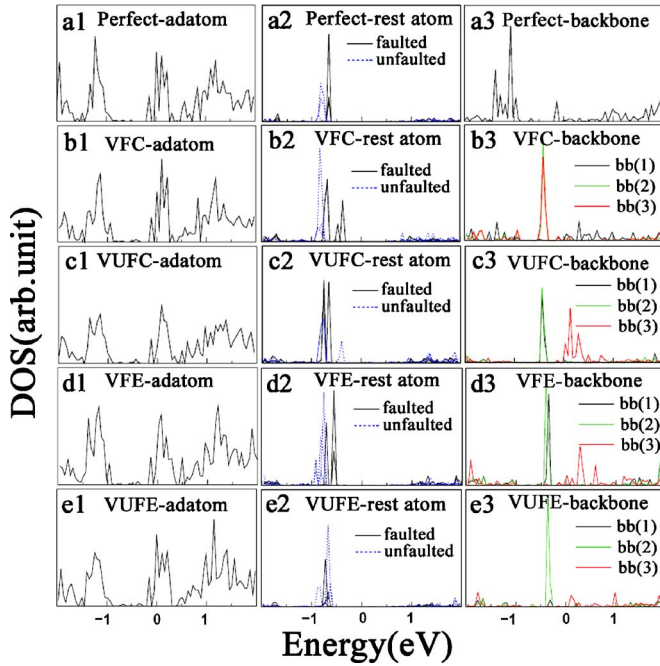 a1 Perfect-adatom
a2 Perfect-rest atom
faulted
unfaulted
a3 Perfect-backbone
b1 VFC-adatom
b2 VFC-rest atom
faulted
unfaulted
b3 VFC-backbone
bb(1)
bb(2)
bb(3)
c1 VUFC-adatom
c2 VUFC-rest atom
faulted
unfaulted
c3 VUFC-backbone
bb(1)
bb(2)
bb(3)
d1 VFE-adatom
d2 VFE-rest atom
faulted
unfaulted
d3 VFE-backbone
bb(1)
bb(2)
bb(3)
e1 VUFE-adatom
e2 VUFE-rest atom
faulted
unfaulted
e3 VUFE-backbone
bb(1)
bb(2)
bb(3)
DOS(arb.unit)
−1 0 1 −1 0 1 −1 0 1
Energy(eV)